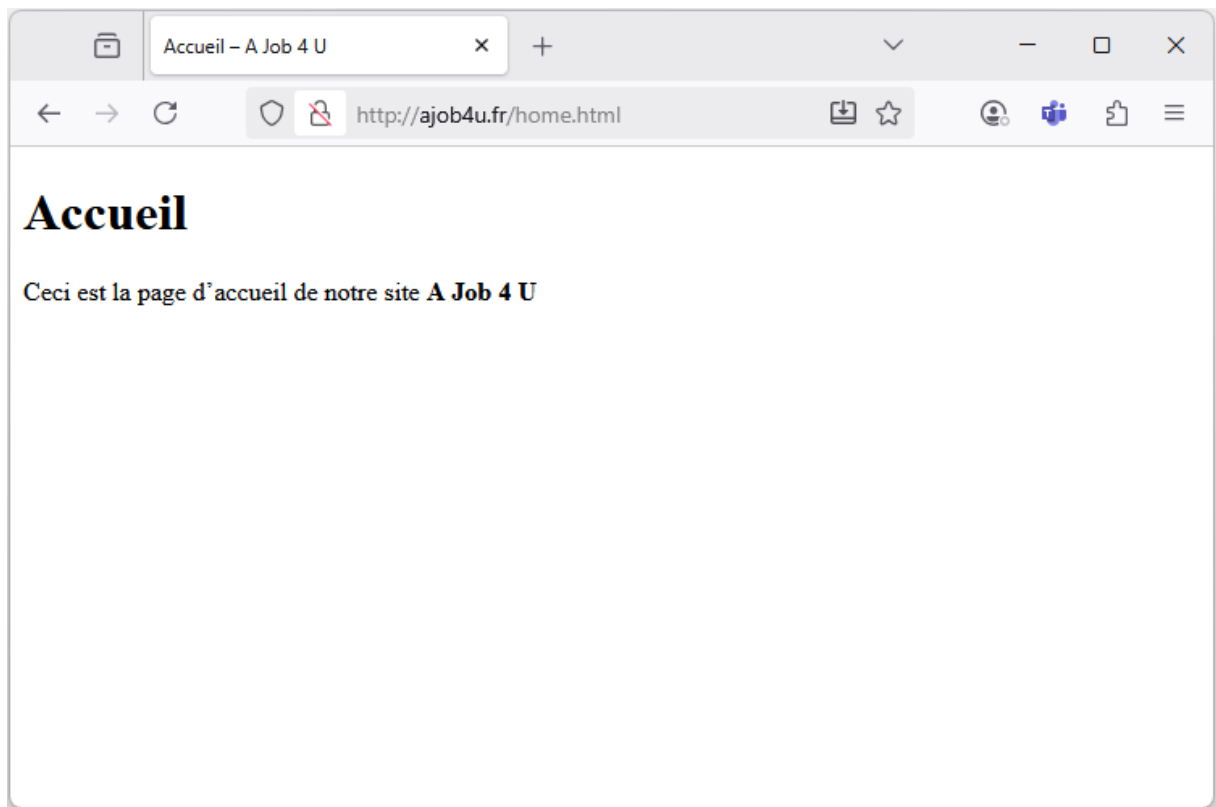 Accueil – A Job 4 U
http://ajob4u.fr/home.html
Accueil
Ceci est la page d’accueil de notre site A Job 4 U